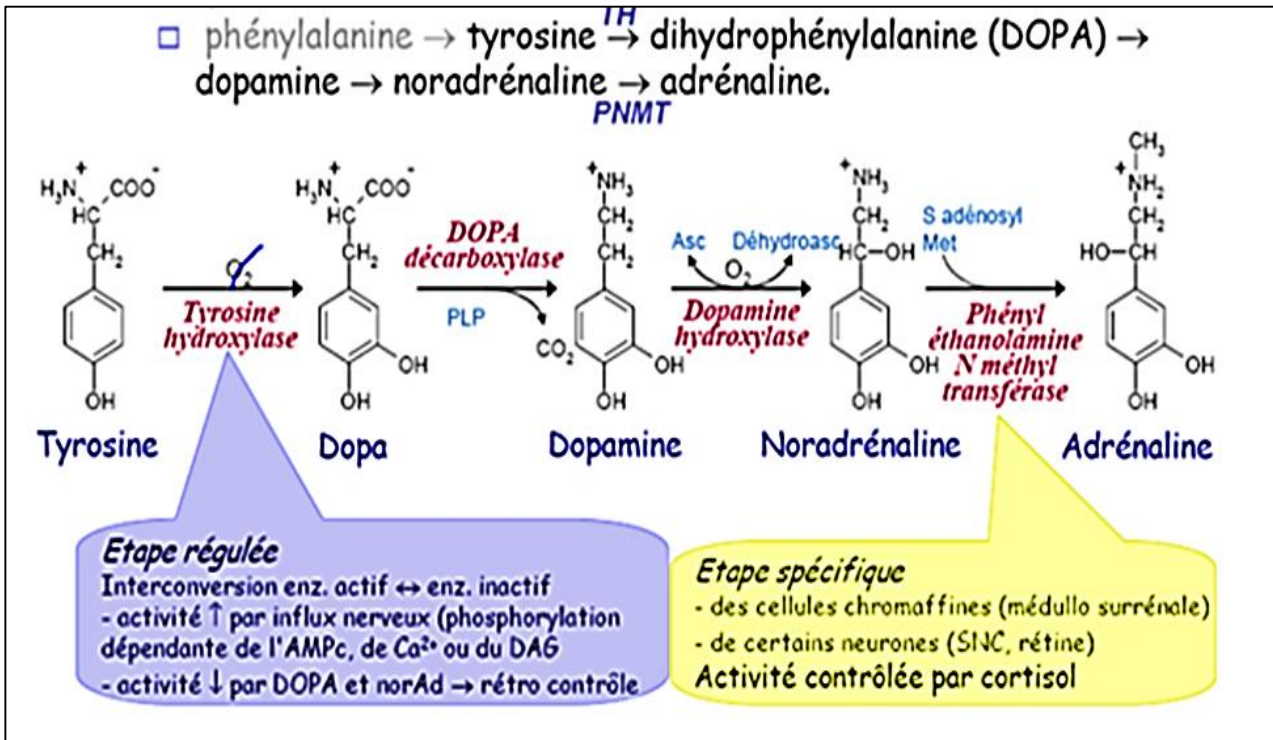 TH
□ phénylalanine → tyrosine → dihydrophénylalanine (DOPA) →
dopamine → noradrénaline → adrénaline.
PNMT
H₃N⁺ COO⁻
HC
CH₂
OH
Tyrosine
O₂
Tyrosine
hydroxylase
H₃N⁺ COO⁻
HC
CH₂
OH
OH
Dopa
DOPA
décarboxylase
PLP
CO₂
⁺NH₃
CH₂
CH₂
OH
OH
Dopamine
Asc
Déhydroasc
O₂
Dopamine
hydroxylase
⁺NH₃
CH₂
HC–OH
OH
OH
Noradrénaline
S adénosyl
Met
Phényl
éthanolamine
N méthyl
transférase
CH₃
⁺NH₂
CH₂
HO–CH
OH
OH
Adrénaline
Etape régulée
Interconversion enz. actif ↔ enz. inactif
- activité ↑ par influx nerveux (phosphorylation
dépendante de l'AMPc, de Ca²⁺ ou du DAG
- activité ↓ par DOPA et norAd → rétro contrôle
Etape spécifique
- des cellules chromaffines (médullo surrénale)
- de certains neurones (SNC, rétine)
Activité contrôlée par cortisol